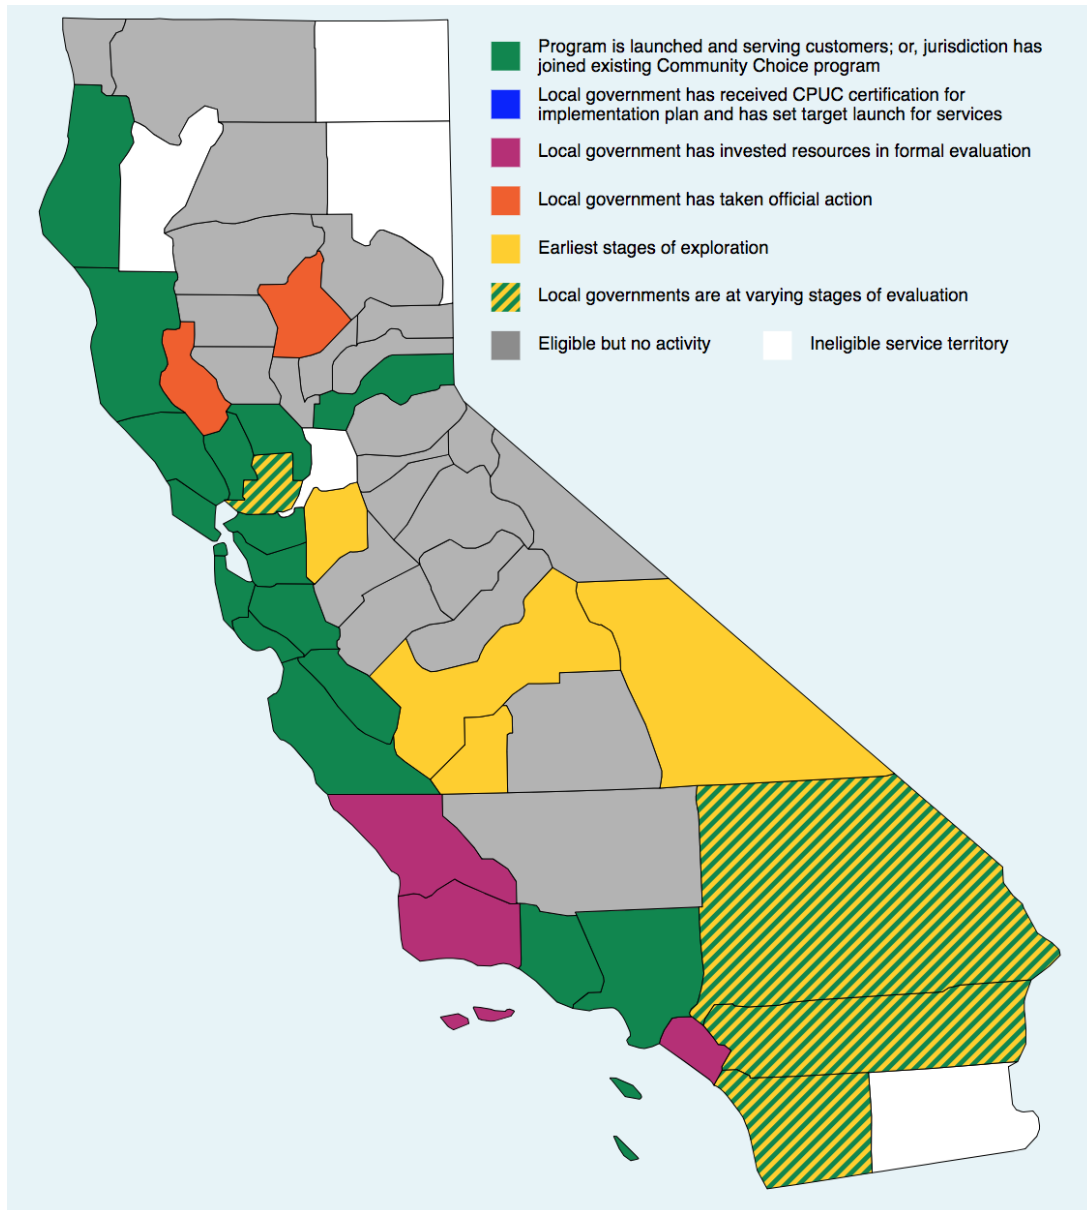 Program is launched and serving customers; or, jurisdiction has
joined existing Community Choice program
Local government has received CPUC certification for
implementation plan and has set target launch for services
Local government has invested resources in formal evaluation
Local government has taken official action
Earliest stages of exploration
Local governments are at varying stages of evaluation
Eligible but no activity
Ineligible service territory